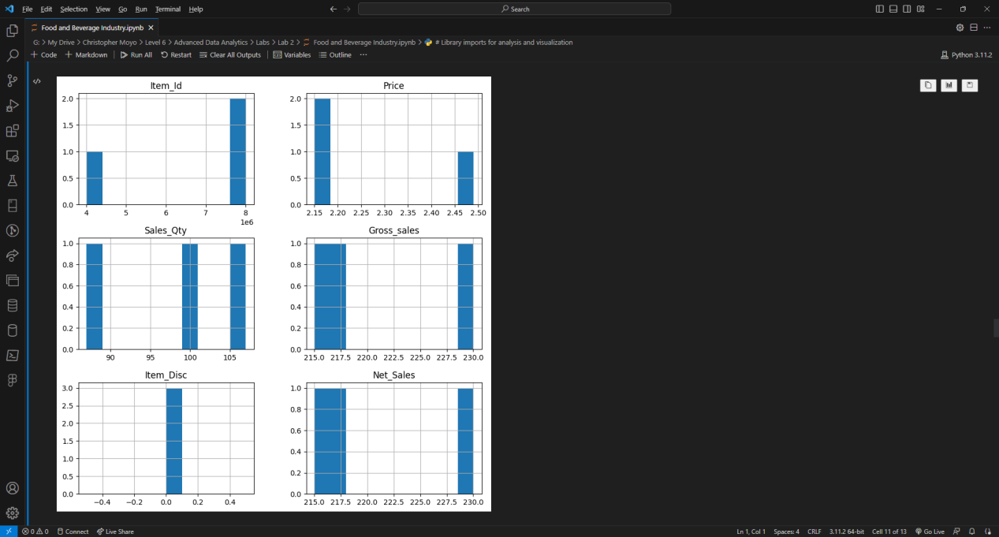 File Edit Selection View Go Run Terminal Help
Search
Food and Beverage Industry.ipynb
G: > My Drive > Christopher Moyo > Level 6 > Advanced Data Analytics > Labs > Lab 2 > Food and Beverage Industry.ipynb > # Library imports for analysis and visualization
+ Code + Markdown Run All Restart Clear All Outputs Variables Outline ...
Python 3.11.2
Item_Id
2.0
1.5
1.0
0.5
0.0
4 5 6 7 8
1e6
Price
2.0
1.5
1.0
0.5
0.0
2.15 2.20 2.25 2.30 2.35 2.40 2.45 2.50
Sales_Qty
1.0
0.8
0.6
0.4
0.2
0.0
90 95 100 105
Gross_sales
1.0
0.8
0.6
0.4
0.2
0.0
215.0 217.5 220.0 222.5 225.0 227.5 230.0
Item_Disc
3.0
2.5
2.0
1.5
1.0
0.5
0.0
−0.4 −0.2 0.0 0.2 0.4
Net_Sales
1.0
0.8
0.6
0.4
0.2
0.0
215.0 217.5 220.0 222.5 225.0 227.5 230.0
0 0 Connect Live Share
Ln 1, Col 1 Spaces: 4 CRLF 3.11.2 64-bit Cell 11 of 13 Go Live